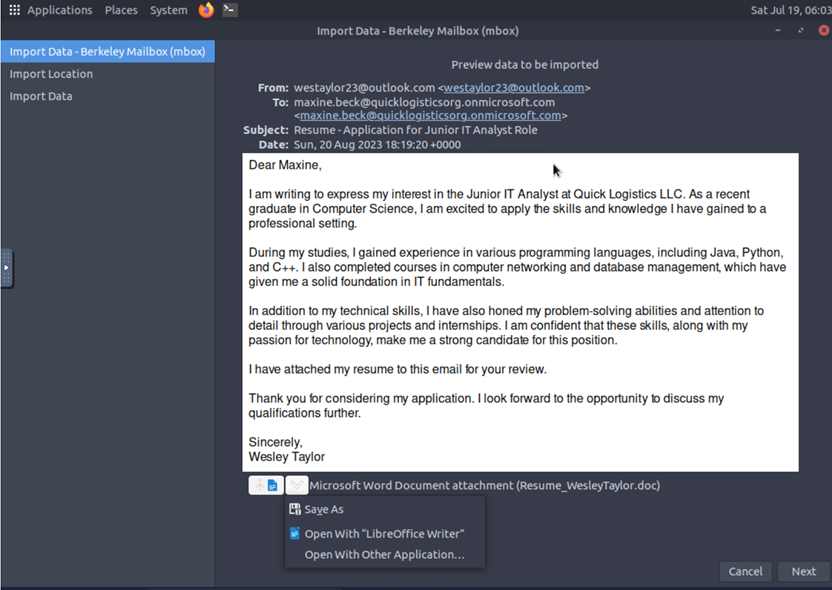 Applications Places System Sat Jul 19, 06:03
Import Data - Berkeley Mailbox (mbox)
Import Data - Berkeley Mailbox (mbox)
Import Location
Import Data
Preview data to be imported
From: westaylor23@outlook.com <westaylor23@outlook.com>
To: maxine.beck@quicklogisticsorg.onmicrosoft.com
<maxine.beck@quicklogisticsorg.onmicrosoft.com>
Subject: Resume - Application for Junior IT Analyst Role
Date: Sun, 20 Aug 2023 18:19:20 +0000
Dear Maxine,
I am writing to express my interest in the Junior IT Analyst at Quick Logistics LLC. As a recent
graduate in Computer Science, I am excited to apply the skills and knowledge I have gained to a
professional setting.
During my studies, I gained experience in various programming languages, including Java, Python,
and C++. I also completed courses in computer networking and database management, which have
given me a solid foundation in IT fundamentals.
In addition to my technical skills, I have also honed my problem-solving abilities and attention to
detail through various projects and internships. I am confident that these skills, along with my
passion for technology, make me a strong candidate for this position.
I have attached my resume to this email for your review.
Thank you for considering my application. I look forward to the opportunity to discuss my
qualifications further.
Sincerely,
Wesley Taylor
Microsoft Word Document attachment (Resume_WesleyTaylor.doc)
Save As
Open With “LibreOffice Writer”
Open With Other Application...
Cancel Next